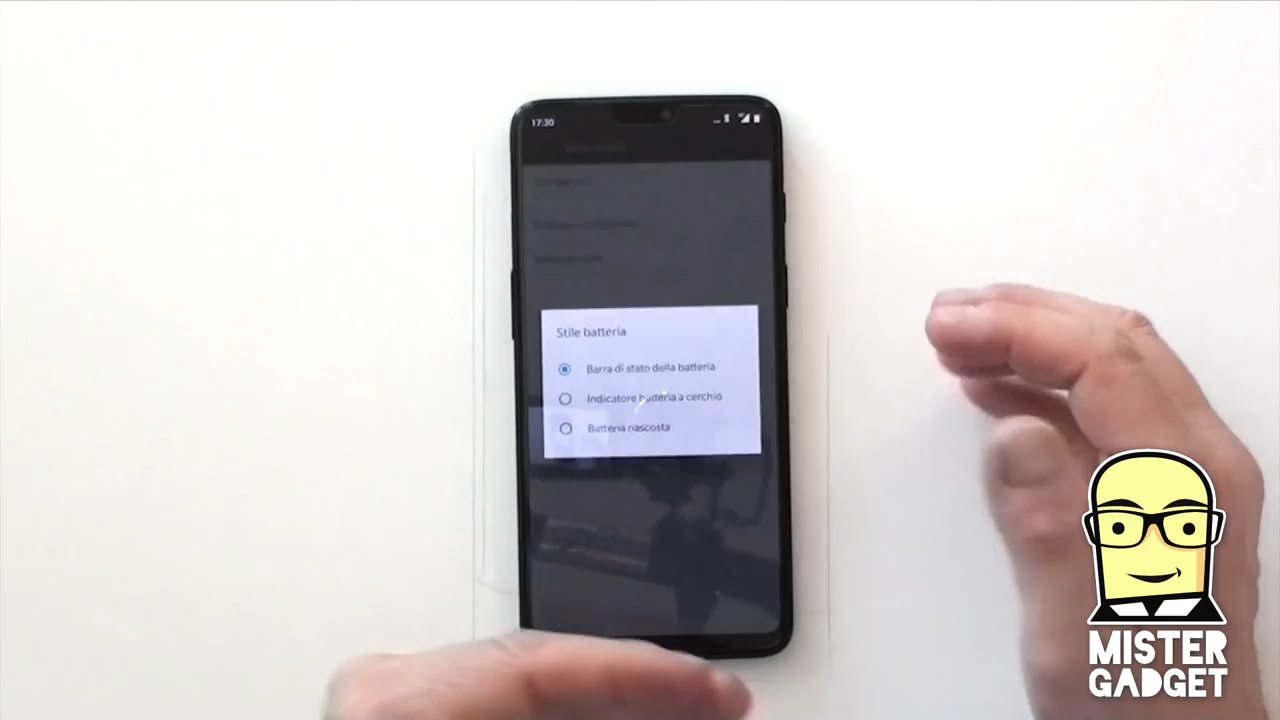 17:30
Stile batteria
Barra di stato della batteria
Indicatore batteria a cerchio
Batteria nascosta
MISTER
GADGET